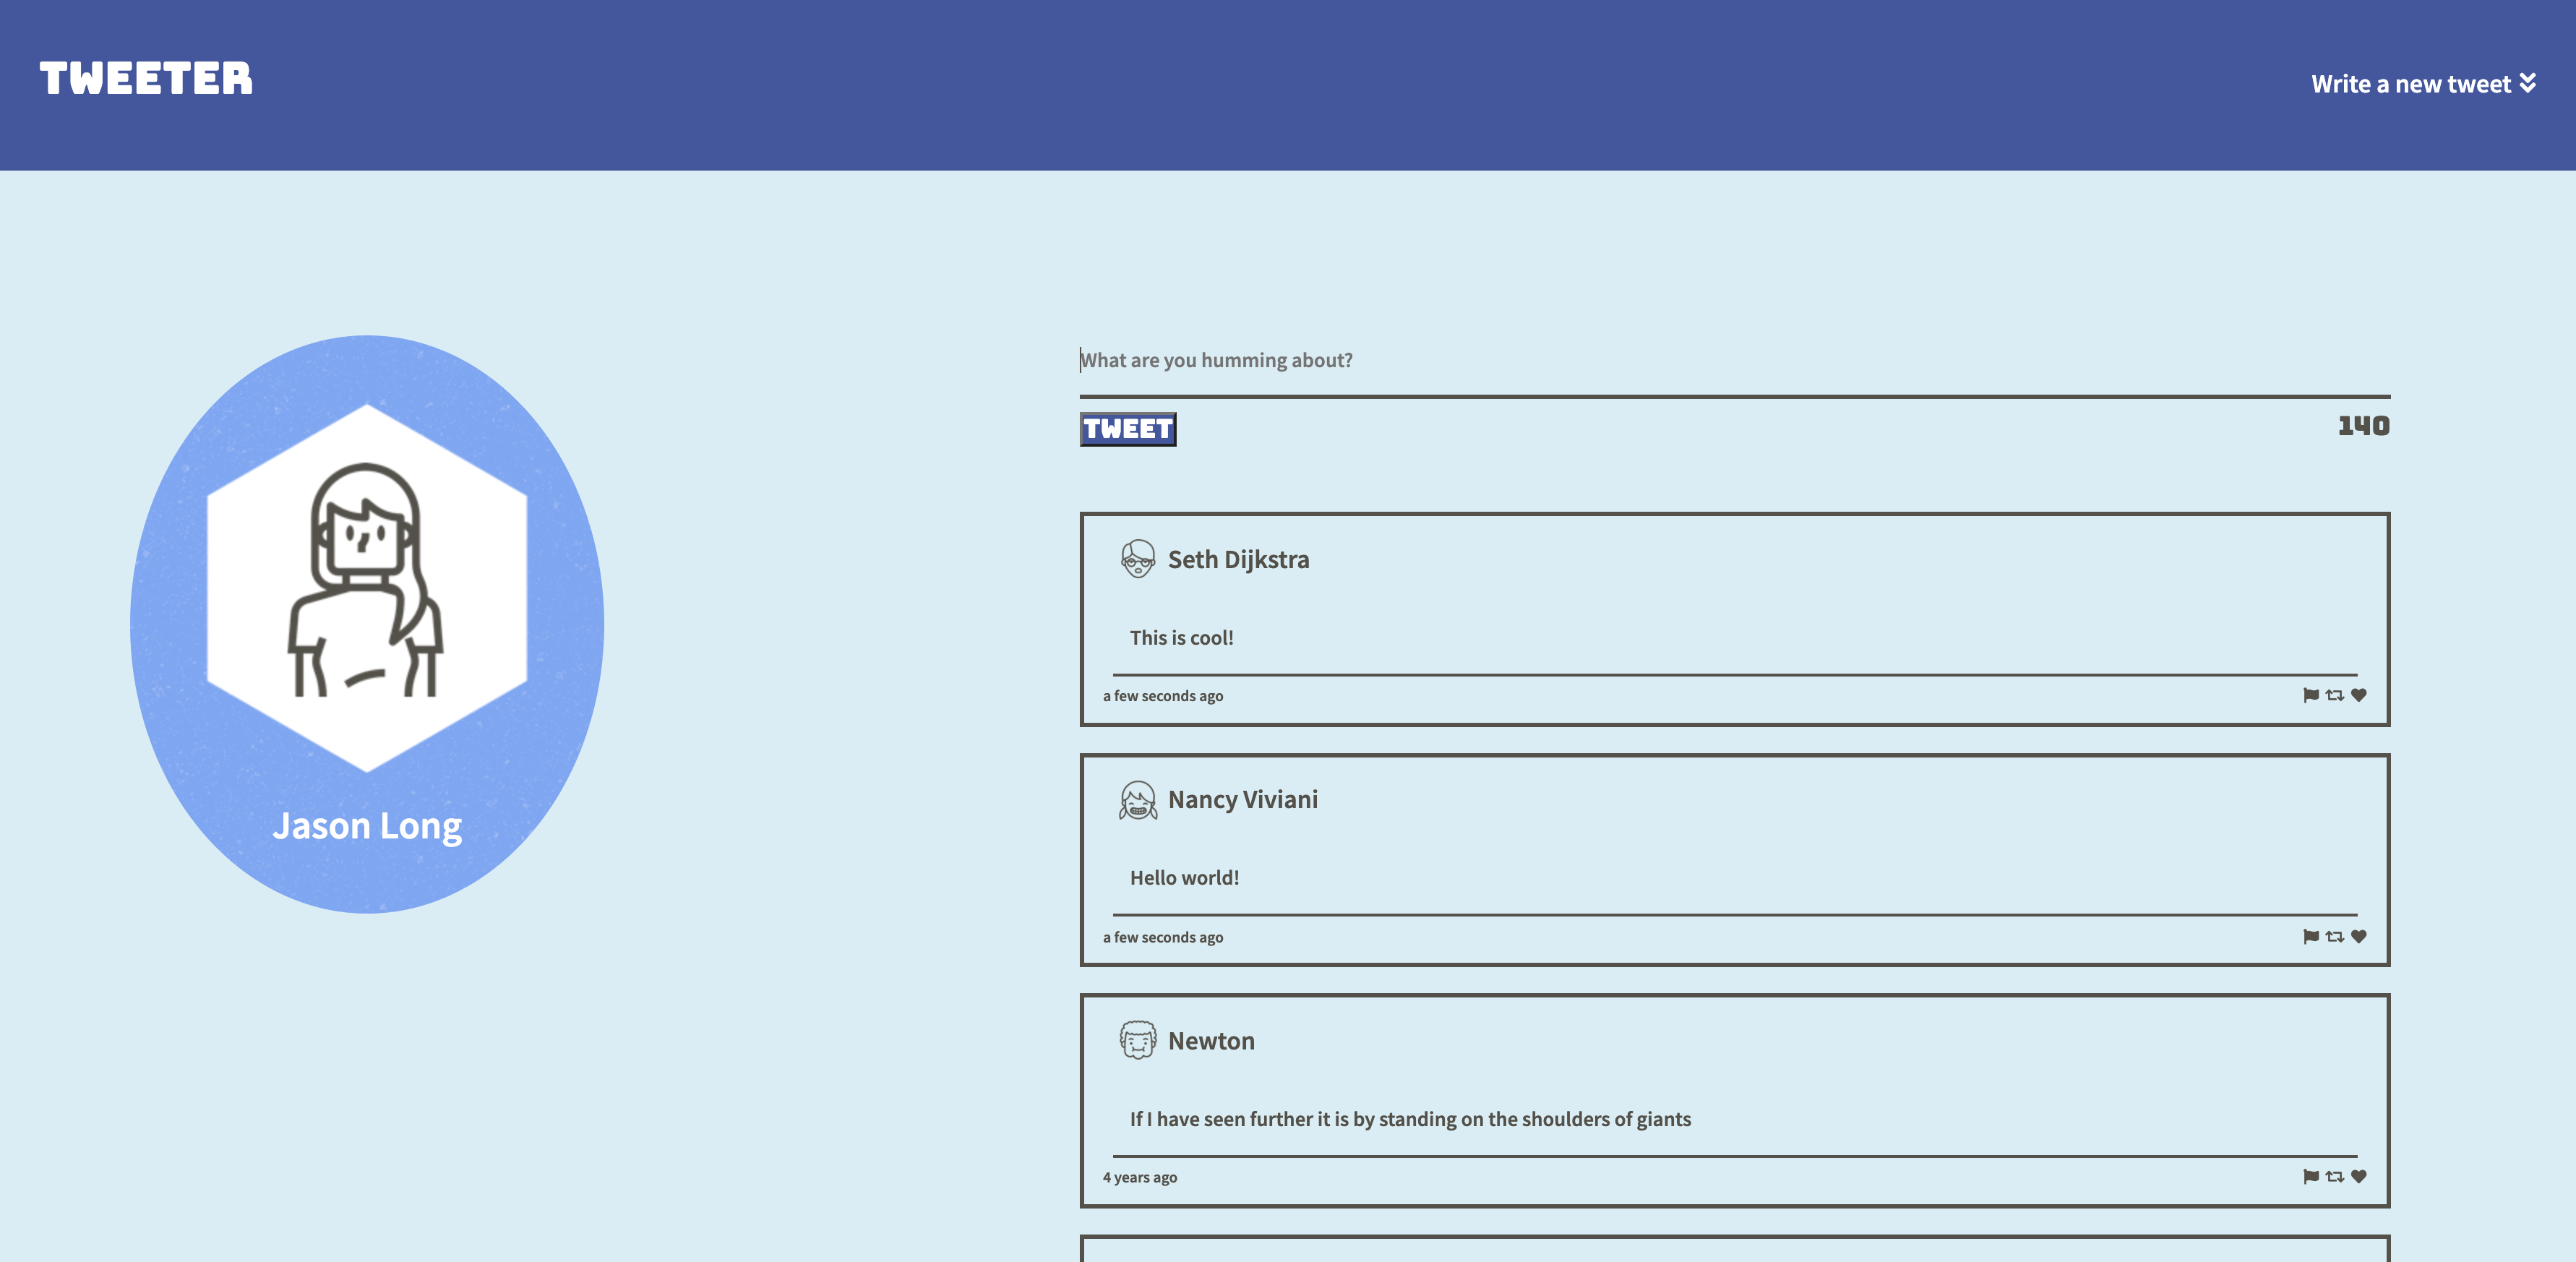 TWEETER
Write a new tweet
What are you humming about?
TWEET
140
Jason Long
Seth Dijkstra
This is cool!
a few seconds ago
Nancy Viviani
Hello world!
a few seconds ago
Newton
If I have seen further it is by standing on the shoulders of giants
4 years ago